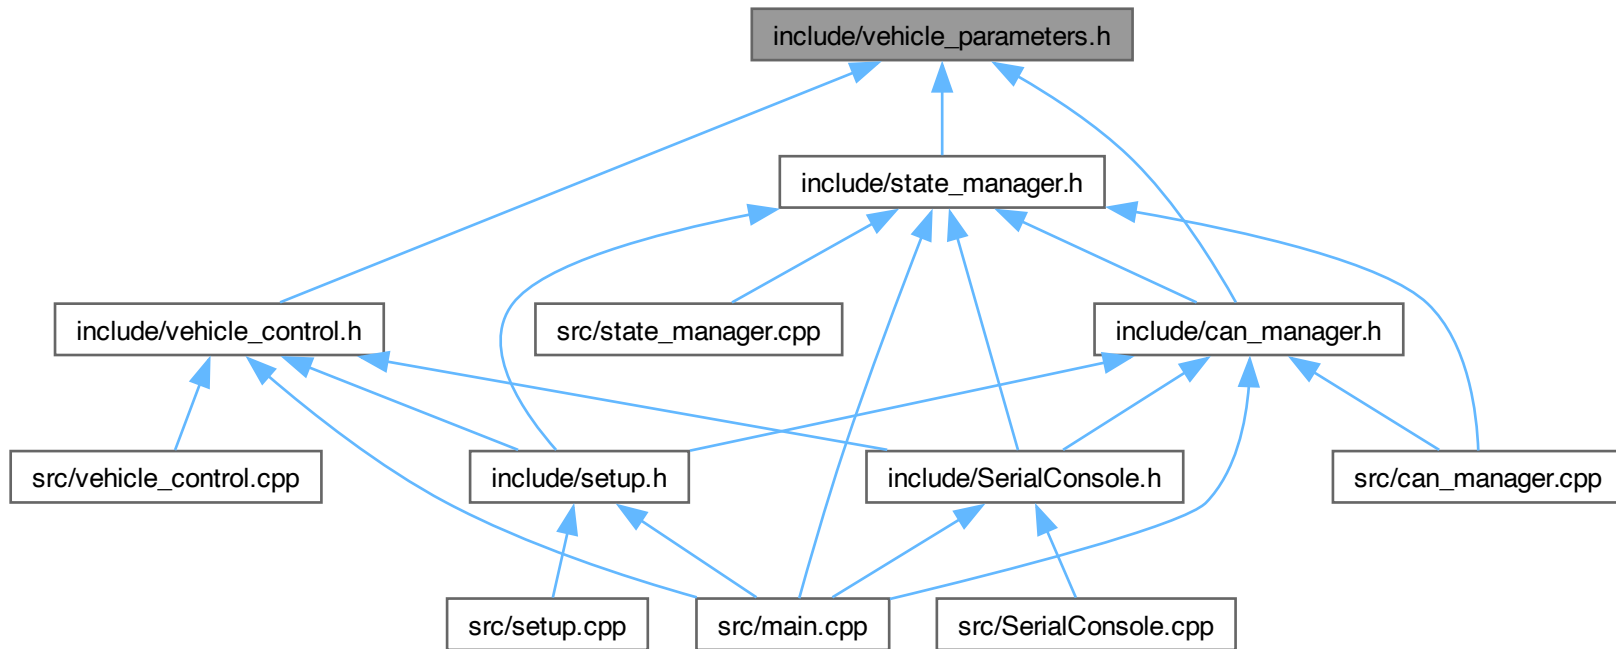 include/vehicle_parameters.h
include/state_manager.h
include/vehicle_control.h
src/state_manager.cpp
include/can_manager.h
src/vehicle_control.cpp
include/setup.h
include/SerialConsole.h
src/can_manager.cpp
src/setup.cpp
src/main.cpp
src/SerialConsole.cpp